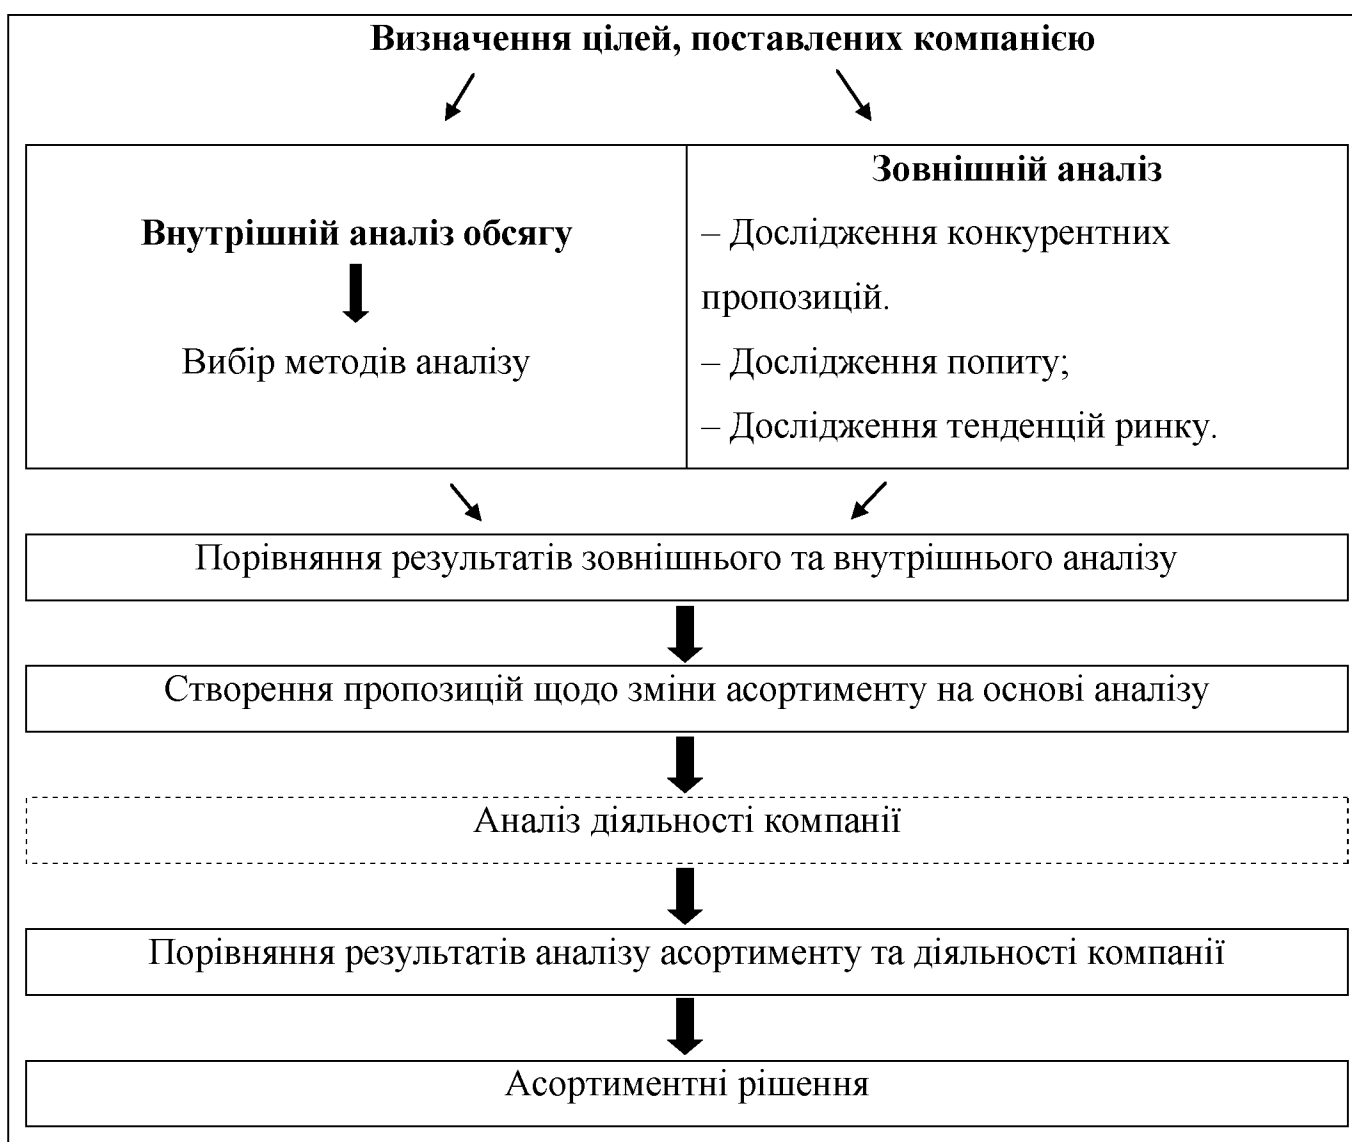 Визначення цілей, поставлених компанією
Внутрішній аналіз обсягу
Вибір методів аналізу
Зовнішній аналіз
– Дослідження конкурентних
пропозицій.
– Дослідження попиту;
– Дослідження тенденцій ринку.
Порівняння результатів зовнішнього та внутрішнього аналізу
Створення пропозицій щодо зміни асортименту на основі аналізу
Аналіз діяльності компанії
Порівняння результатів аналізу асортименту та діяльності компанії
Асортиментні рішення